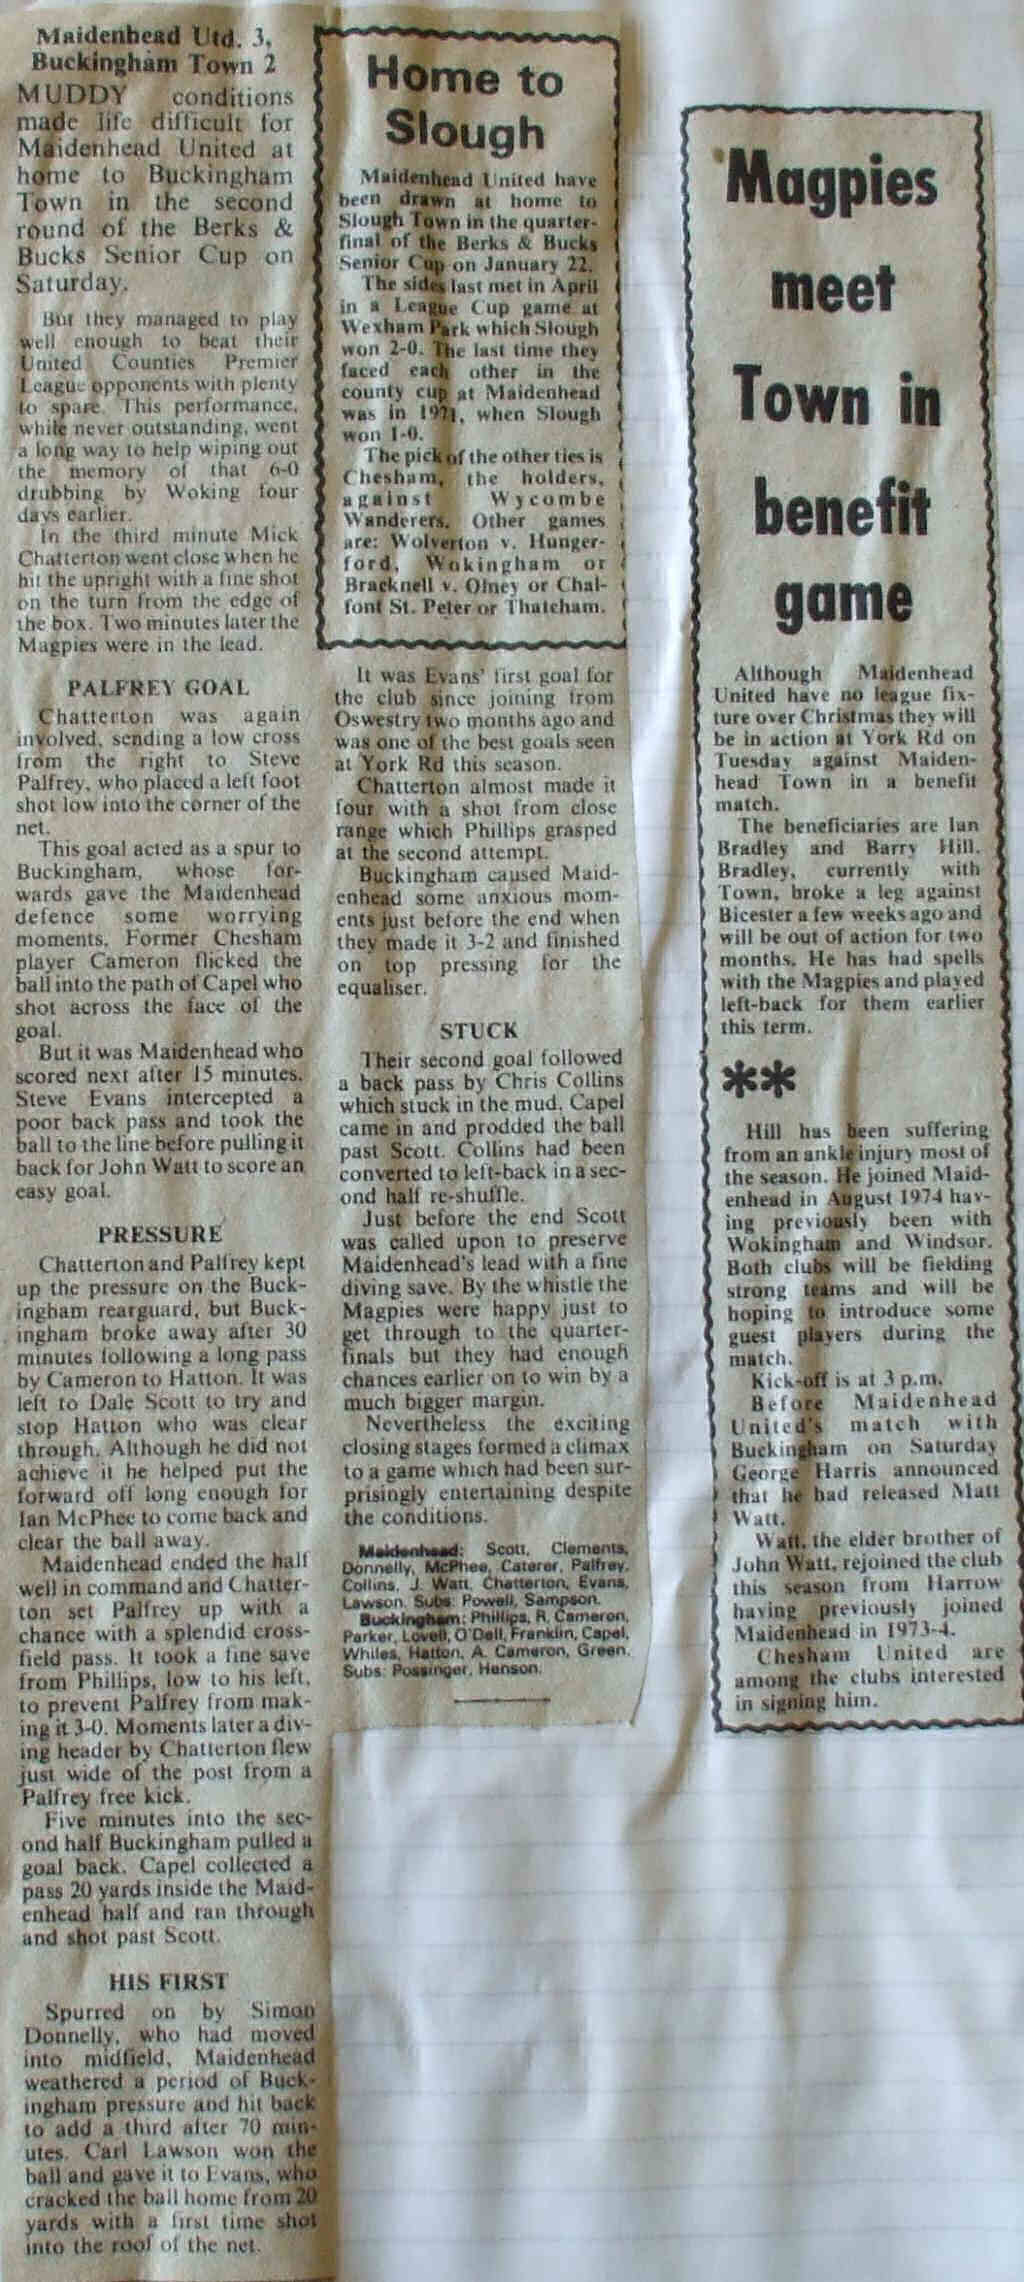 Maidenhead Utd. 3,
Buckingham Town 2
MUDDY conditions
made life difficult for
Maidenhead United at
home to Buckingham
Town in the second
round of the Berks &
Bucks Senior Cup on
Saturday.
But they managed to play
well enough to beat their
United Counties Premier
League opponents with plenty
to spare. This performance,
while never outstanding, went
a long way to help wiping out
the memory of that 6-0
drubbing by Woking four
days earlier.
In the third minute Mick
Chatterton went close when he
hit the upright with a fine shot
on the turn from the edge of
the box. Two minutes later the
Magpies were in the lead.
PALFREY GOAL
Chatterton was again
involved, sending a low cross
from the right to Steve
Palfrey, who placed a left foot
shot low into the corner of the
net.
This goal acted as a spur to
Buckingham, whose for-
wards gave the Maidenhead
defence some worrying
moments. Former Chesham
player Cameron flicked the
ball into the path of Capel who
shot across the face of the
goal.
But it was Maidenhead who
scored next after 15 minutes.
Steve Evans intercepted a
poor back pass and took the
ball to the line before pulling it
back for John Watt to score an
easy goal.
PRESSURE
Chatterton and Palfrey kept
up the pressure on the Buck-
ingham rearguard, but Buck-
ingham broke away after 30
minutes following a long pass
by Cameron to Hatton. It was
left to Dale Scott to try and
stop Hatton who was clear
through. Although he did not
achieve it he helped put the
forward off long enough for
Ian McPhee to come back and
clear the ball away.
Maidenhead ended the half
well in command and Chatter-
ton set Palfrey up with a
chance with a splendid cross-
field pass. It took a fine save
from Phillips, low to his left,
to prevent Palfrey from mak-
ing it 3-0. Moments later a div-
ing header by Chatterton flew
just wide of the post from a
Palfrey free kick.
Five minutes into the sec-
ond half Buckingham pulled a
goal back. Capel collected a
pass 20 yards inside the Maid-
enhead half and ran through
and shot past Scott.
HIS FIRST
Spurred on by Simon
Donnelly, who had moved
into midfield, Maidenhead
weathered a period of Buck-
ingham pressure and hit back
to add a third after 70 min-
utes. Carl Lawson won the
ball and gave it to Evans, who
cracked the ball home from 20
yards with a first time shot
into the roof of the net.
Home to
Slough
Maidenhead United have
been drawn at home to
Slough Town in the quarter-
final of the Berks & Bucks
Senior Cup on January 22.
The sides last met in April
in a League Cup game at
Wexham Park which Slough
won 2-0. The last time they
faced each other in the
county cup at Maidenhead
was in 1971, when Slough
won 1-0.
The pick of the other ties is
Chesham, the holders,
against Wycombe
Wanderers. Other games
are: Wolverton v. Hunger-
ford, Wokingham or
Bracknell v. Olney or Chal-
font St. Peter or Thatcham.
It was Evans' first goal for
the club since joining from
Oswestry two months ago and
was one of the best goals seen
at York Rd this season.
Chatterton almost made it
four with a shot from close
range which Phillips grasped
at the second attempt.
Buckingham caused Maid-
enhead some anxious mom-
ents just before the end when
they made it 3-2 and finished
on top pressing for the
equaliser.
STUCK
Their second goal followed
a back pass by Chris Collins
which stuck in the mud. Capel
came in and prodded the ball
past Scott. Collins had been
converted to left-back in a sec-
ond half re-shuffle.
Just before the end Scott
was called upon to preserve
Maidenhead's lead with a fine
diving save. By the whistle the
Magpies were happy just to
get through to the quarter-
finals but they had enough
chances earlier on to win by a
much bigger margin.
Nevertheless the exciting
closing stages formed a climax
to a game which had been sur-
prisingly entertaining despite
the conditions.
Maidenhead: Scott, Clements,
Donnelly, McPhee, Caterer, Palfrey,
Collins, J. Watt, Chatterton, Evans,
Lawson. Subs: Powell, Sampson.
Buckingham: Phillips, R. Cameron,
Parker, Lovell, O'Dell, Franklin, Capel,
Whiles, Hatton, A. Cameron, Green.
Subs: Possinger, Henson.
Magpies
meet
Town in
benefit
game
Although Maidenhead
United have no league fix-
ture over Christmas they will
be in action at York Rd on
Tuesday against Maiden-
head Town in a benefit
match.
The beneficiaries are Ian
Bradley and Barry Hill.
Bradley, currently with
Town, broke a leg against
Bicester a few weeks ago and
will be out of action for two
months. He has had spells
with the Magpies and played
left-back for them earlier
this term.
**
Hill has been suffering
from an ankle injury most of
the season. He joined Maid-
enhead in August 1974 hav-
ing previously been with
Wokingham and Windsor.
Both clubs will be fielding
strong teams and will be
hoping to introduce some
guest players during the
match.
Kick-off is at 3 p.m.
Before Maidenhead
United's match with
Buckingham on Saturday
George Harris announced
that he had released Matt
Watt.
Watt, the elder brother of
John Watt, rejoined the club
this season from Harrow
having previously joined
Maidenhead in 1973-4.
Chesham United are
among the clubs interested
in signing him.